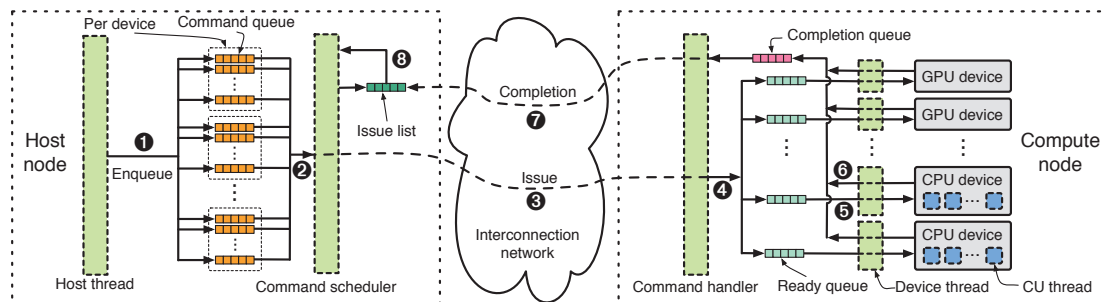 Per device
Command queue
❽
Issue list
Host
node
❶
Enqueue
❷
Host thread
Command scheduler
Completion
❼
Issue
❸
Interconnection
network
Completion queue
GPU device
GPU device
Compute
node
❹
❻
❺
CPU device
CPU device
Command handler
Ready queue
Device thread
CU thread